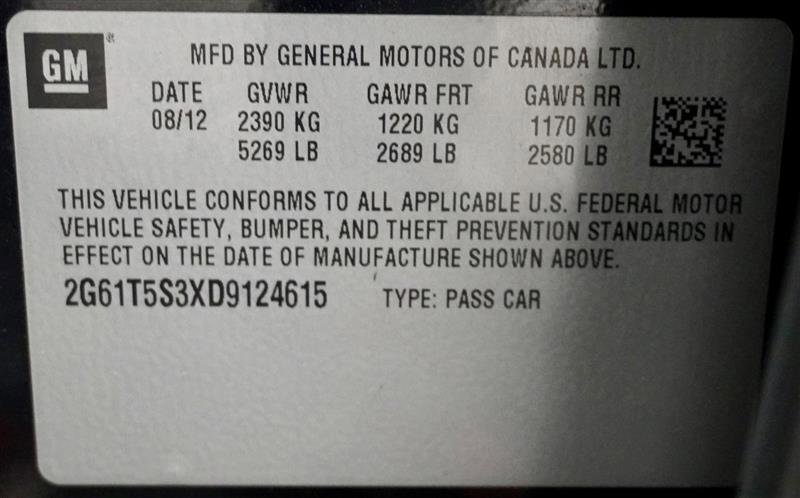 GM
MFD BY GENERAL MOTORS OF CANADA LTD.
DATE GVWR GAWR FRT GAWR RR
08/12 2390 KG 1220 KG 1170 KG
5269 LB 2689 LB 2580 LB
THIS VEHICLE CONFORMS TO ALL APPLICABLE U.S. FEDERAL MOTOR
VEHICLE SAFETY, BUMPER, AND THEFT PREVENTION STANDARDS IN
EFFECT ON THE DATE OF MANUFACTURE SHOWN ABOVE.
2G61T5S3XD9124615 TYPE: PASS CAR